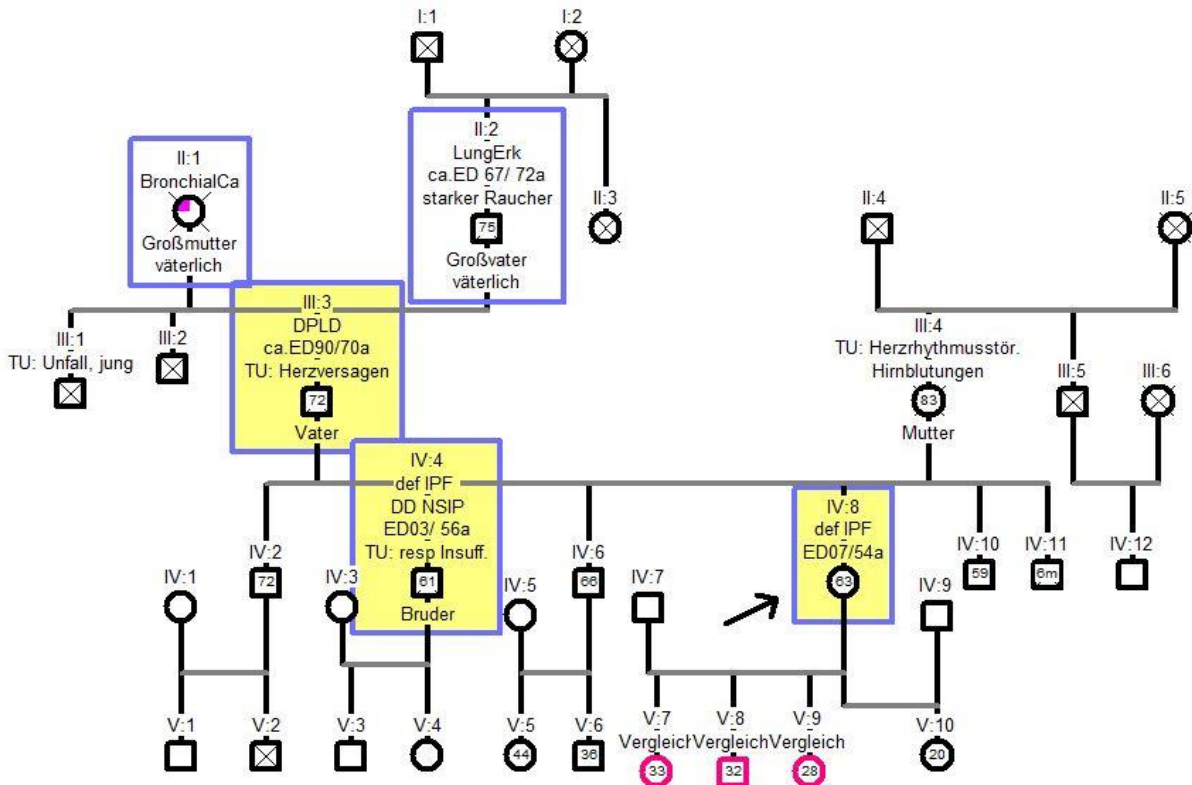 I:1
I:2
II:1
BronchialCa
Großmutter
väterlich
II:2
LungErk
ca.ED 67/ 72a
starker Raucher
75
Großvater
väterlich
II:3
II:4
II:5
III:1
TU: Unfall, jung
III:2
III:3
DPLD
ca.ED90/70a
TU: Herzversagen
72
Vater
III:4
TU: Herzrhythmusstör.
Hirnblutungen
83
Mutter
III:5
III:6
IV:1
IV:2
72
IV:3
IV:4
def IPF
DD NSIP
ED03/ 56a
TU: resp Insuff.
61
Bruder
IV:5
IV:6
66
IV:7
IV:8
def IPF
ED07/54a
63
IV:9
IV:10
59
IV:11
6m
IV:12
V:1
V:2
V:3
V:4
V:5
44
V:6
36
V:7
Vergleich
33
V:8
Vergleich
32
V:9
Vergleich
28
V:10
20